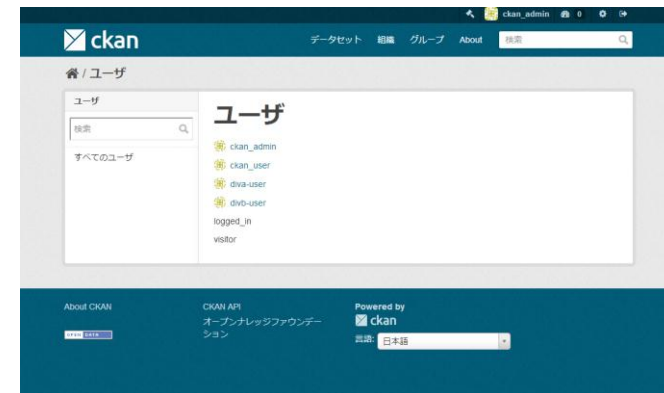 ckan_admin 0
ckan データセット 組織 グループ About 検索
/ ユーザ
ユーザ
検索
すべてのユーザ
ユーザ
ckan_admin
ckan_user
diva-user
divb-user
logged_in
visitor
About CKAN
OPEN DATA
CKAN API
オープンナレッジファウンデー
ション
Powered by
ckan
言語: 日本語